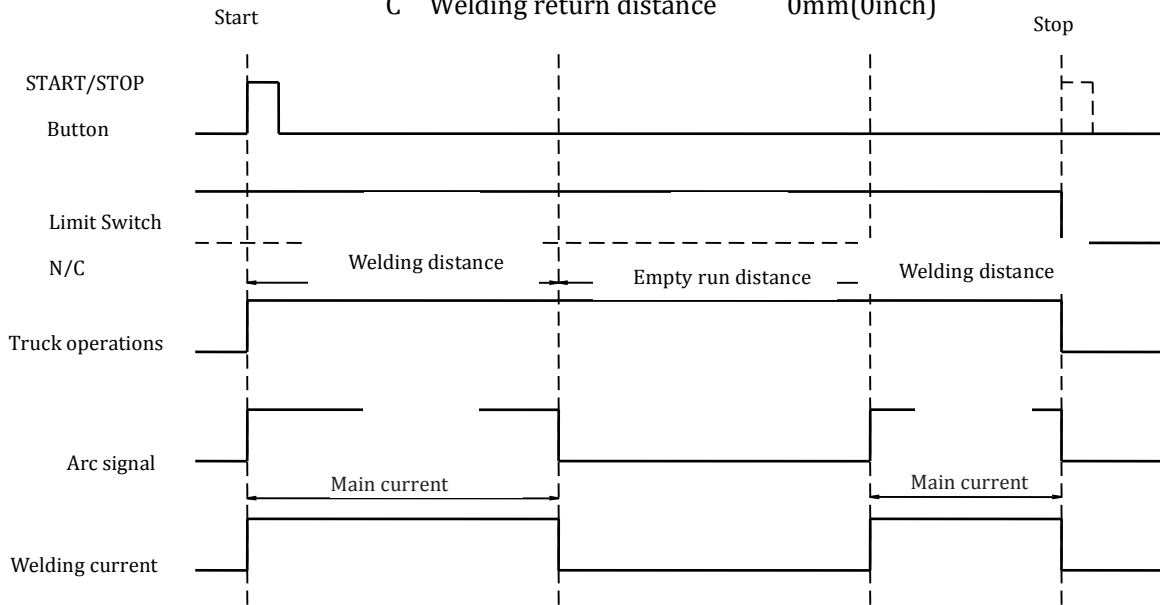 C Welding return distance 0mm(0inch)
Start
Stop
START/STOP
Button
Limit Switch
N/C
Welding distance
Empty run distance
Welding distance
Truck operations
Arc signal
Main current
Main current
Welding current